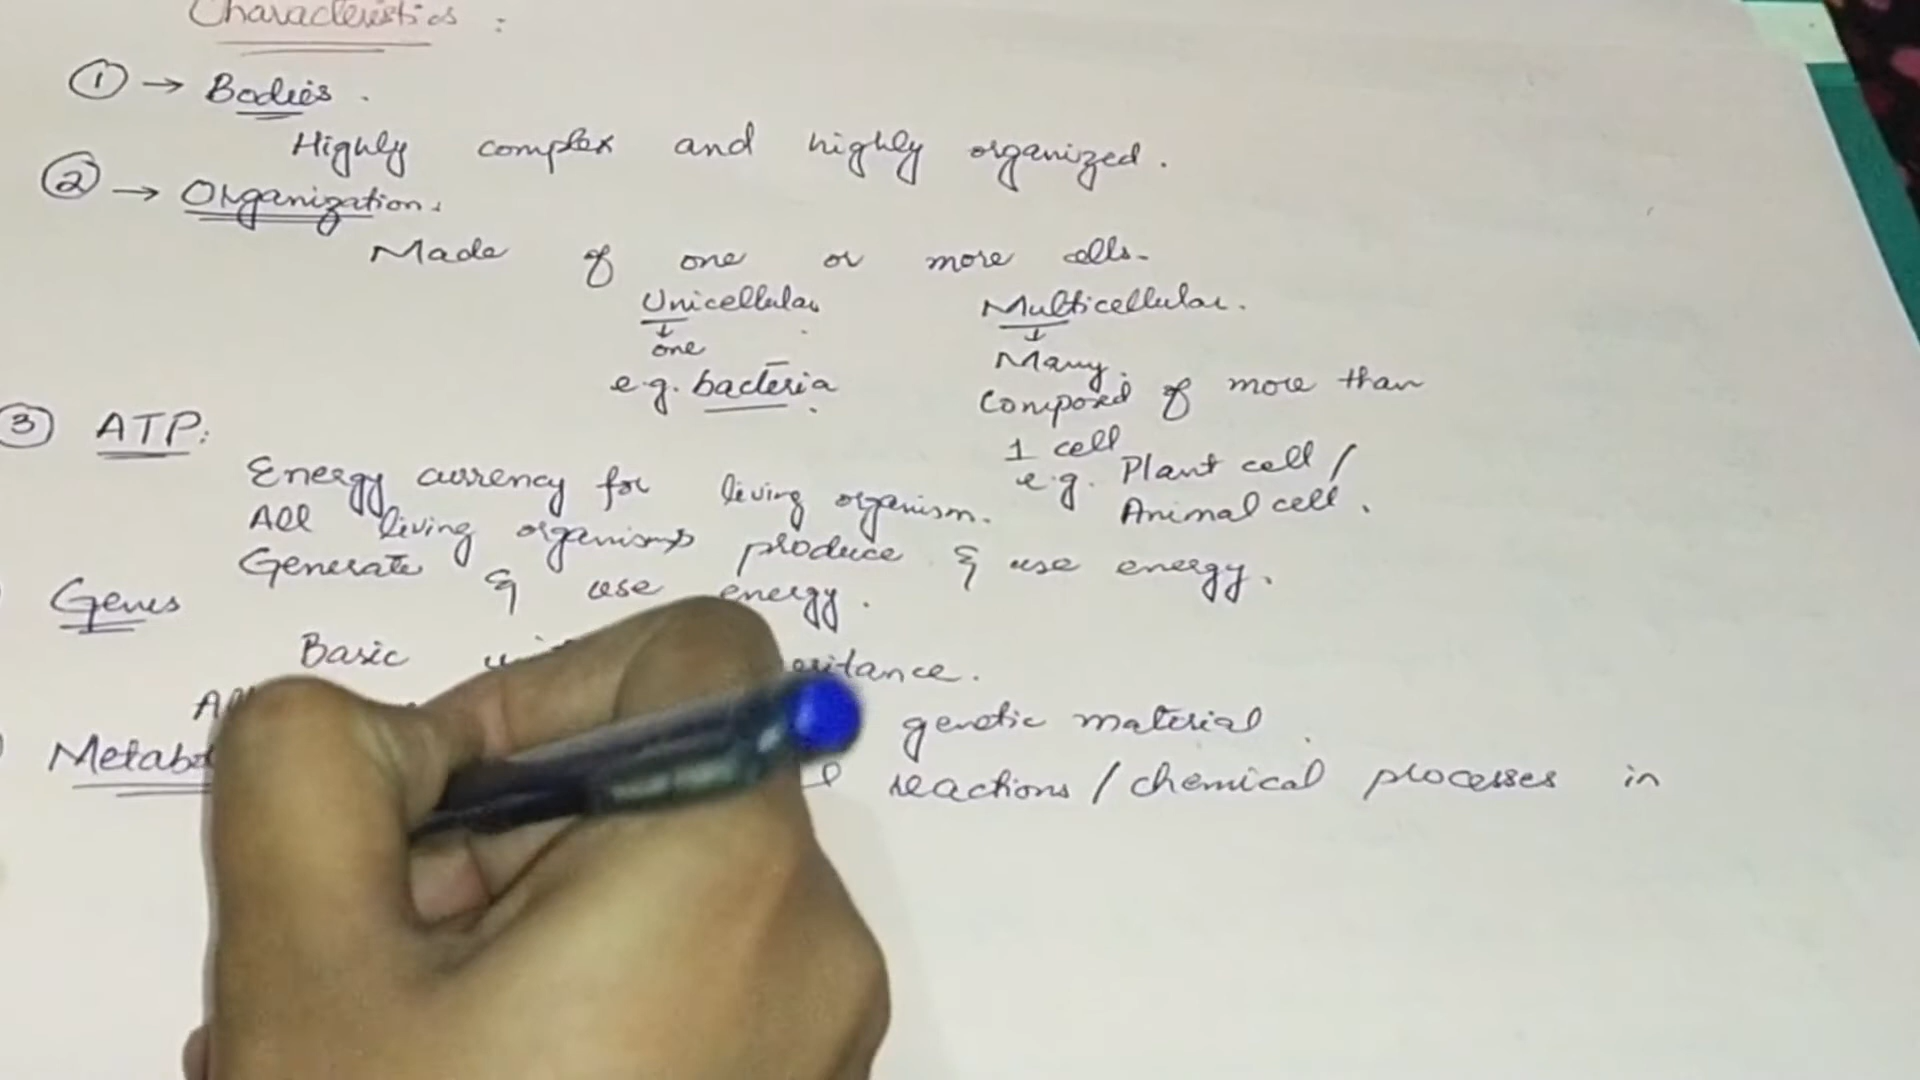 Characteristics :
① → Bodies.
Highly complex and highly organized.
② → Organization.
Made of one or more cells.
Unicellular
↓
one
e.g. bacteria
Multicellular.
↓
Many.
Composed of more than
1 cell
e.g. Plant cell /
Animal cell.
③ ATP:
Energy currency for living organism.
All living organisms produce & use energy.
Generate & use energy.
Genes
Basic
genetic material
reactions / chemical processes in